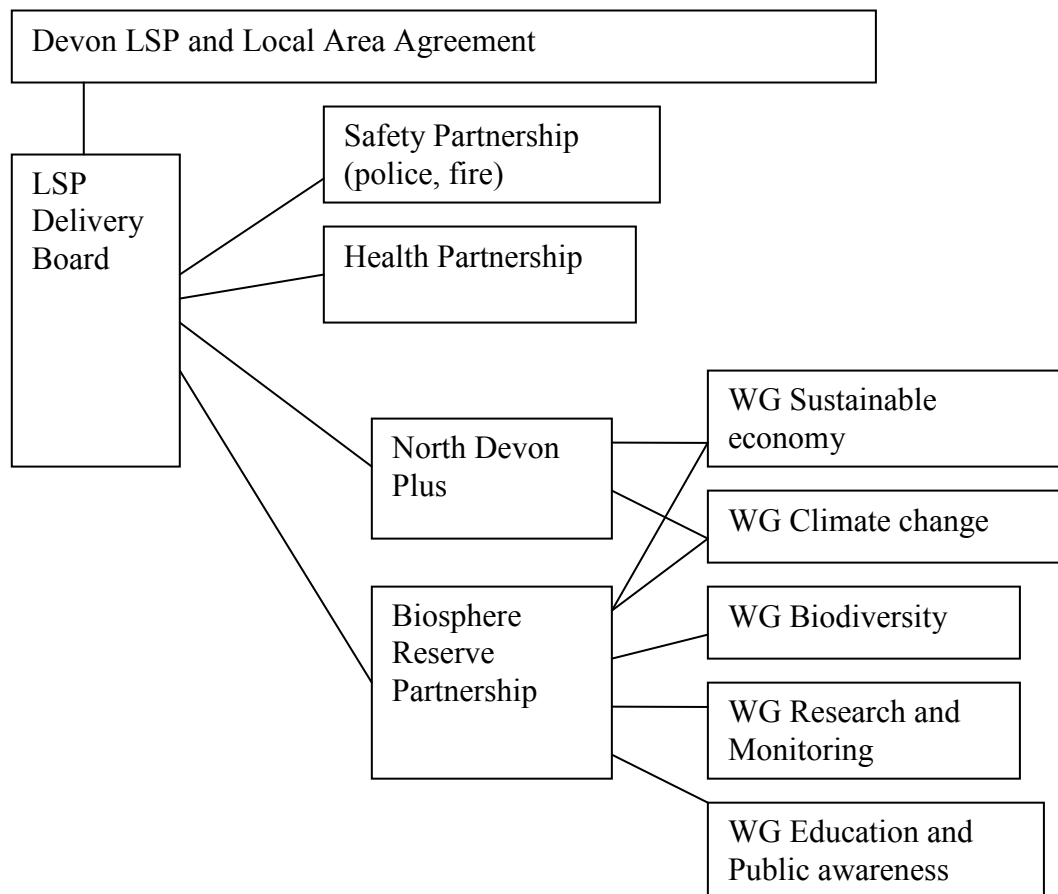 Devon LSP and Local Area Agreement
LSP
Delivery
Board
Safety Partnership
(police, fire)
Health Partnership
North Devon
Plus
Biosphere
Reserve
Partnership
WG Sustainable
economy
WG Climate change
WG Biodiversity
WG Research and
Monitoring
WG Education and
Public awareness